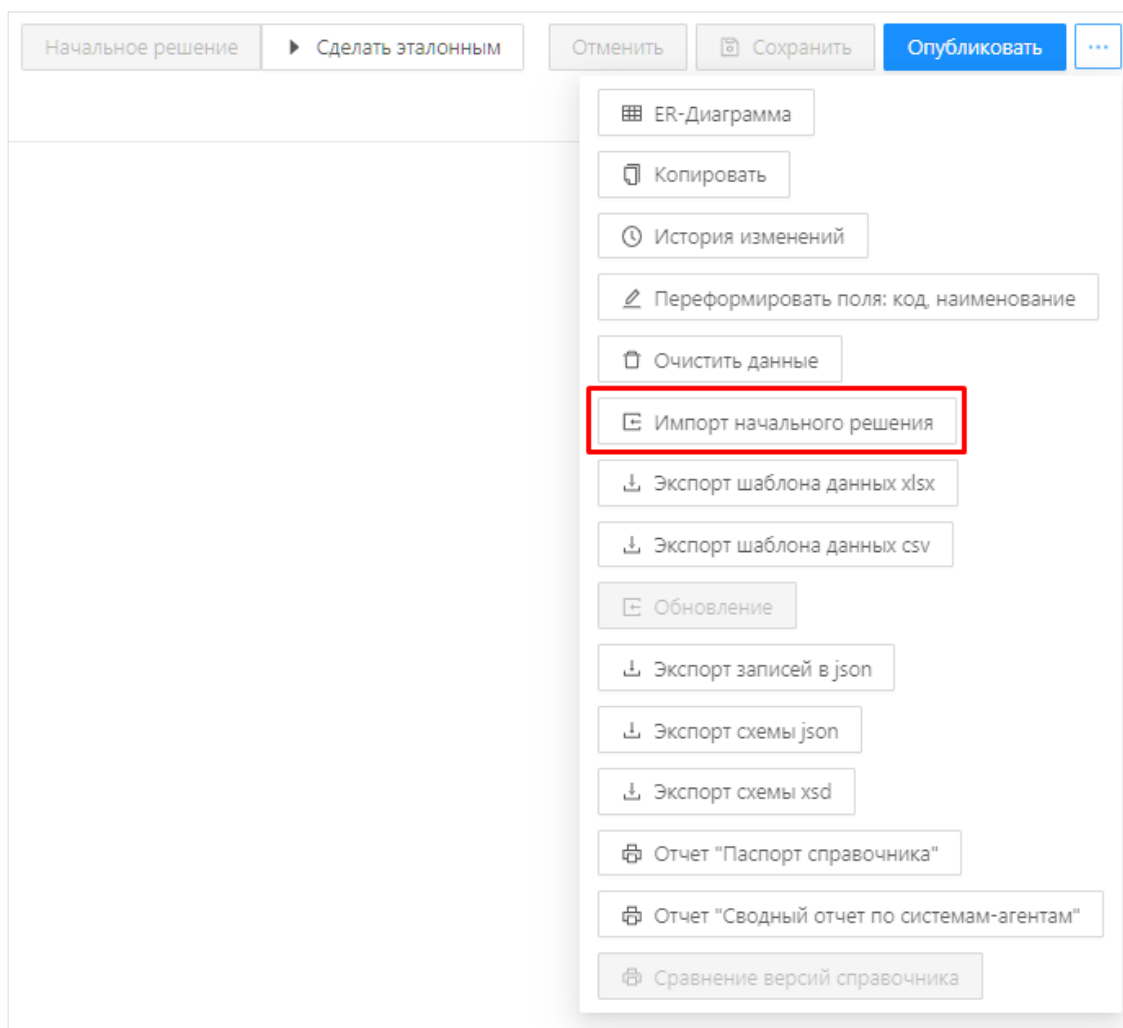 Начальное решение
Сделать эталонным
Отменить
Сохранить
Опубликовать
ER-Диаграмма
Копировать
История изменений
Переформировать поля: код, наименование
Очистить данные
Импорт начального решения
Экспорт шаблона данных xlsx
Экспорт шаблона данных csv
Обновление
Экспорт записей в json
Экспорт схемы json
Экспорт схемы xsd
Отчет "Паспорт справочника"
Отчет "Сводный отчет по системам-агентам"
Сравнение версий справочника